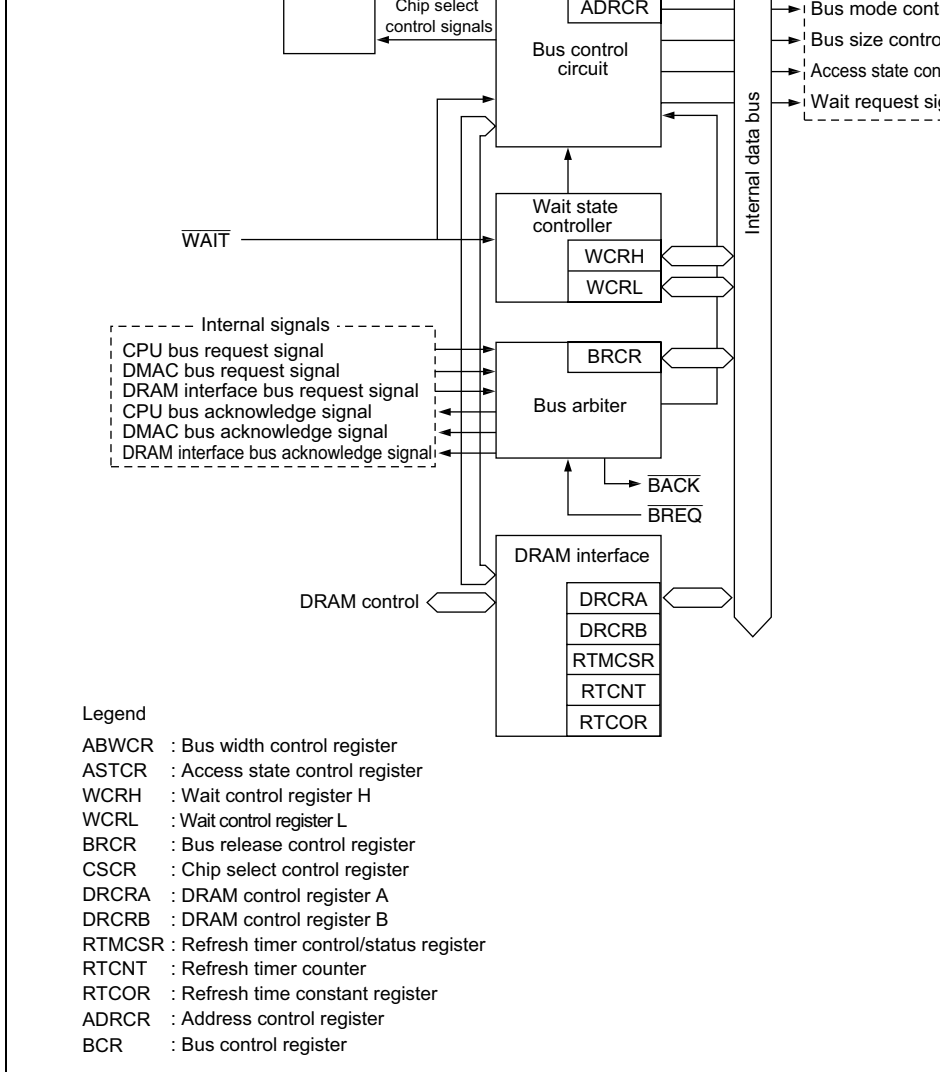 Chip select
control signals
ADRCR
Bus control
circuit
Bus mode
Bus size
Access state
Wait request
Internal data bus
WAIT
Wait state
controller
WCRH
WCRL
Internal signals
CPU bus request signal
DMAC bus request signal
DRAM interface bus request signal
CPU bus acknowledge signal
DMAC bus acknowledge signal
DRAM interface bus acknowledge signal
BRCR
Bus arbiter
BACK
BREQ
DRAM interface
DRAM control
DRCRA
DRCRB
RTMCSR
RTCNT
RTCOR
Legend
ABWCR : Bus width control register
ASTCR : Access state control register
WCRH : Wait control register H
WCRL : Wait control register L
BRCR : Bus release control register
CSCR : Chip select control register
DRCRA : DRAM control register A
DRCRB : DRAM control register B
RTMCSR : Refresh timer control/status register
RTCNT : Refresh timer counter
RTCOR : Refresh time constant register
ADRCR : Address control register
BCR : Bus control register